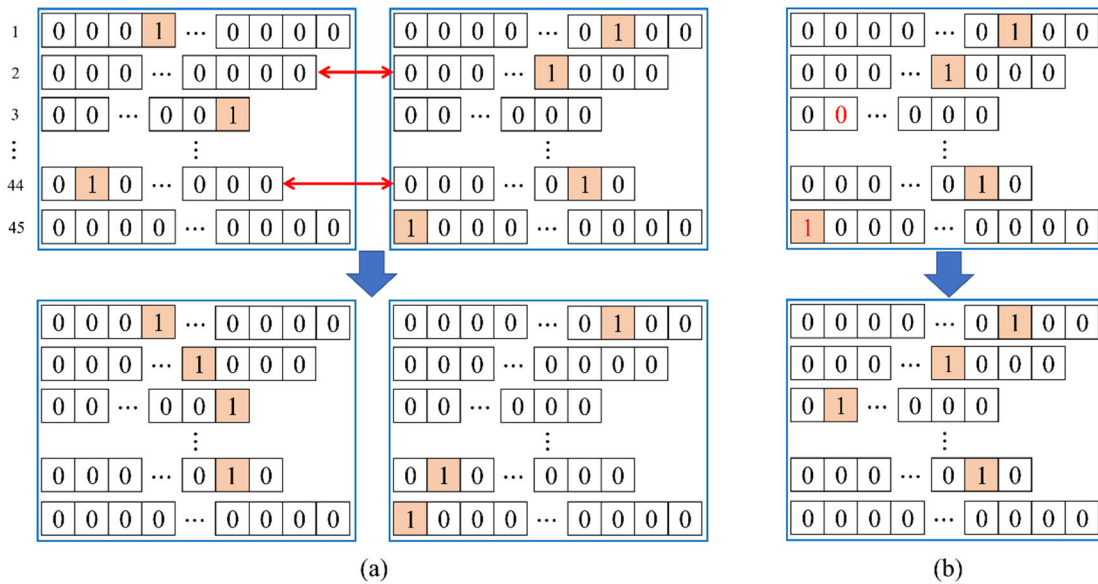 1 0 0 0 1 ... 0 0 0 0 0 0 0 0 ... 0 1 0 0 0 0 0 0 ... 0 1 0 0
2 0 0 0 ... 0 0 0 0 0 0 0 ... 1 0 0 0 0 0 0 ... 1 0 0 0
3 0 0 ... 0 0 1 0 0 ... 0 0 0 0 0 ... 0 0 0
⋮ ⋮ ⋮ ⋮
44 0 1 0 ... 0 0 0 0 0 0 ... 0 1 0 0 0 0 ... 0 1 0
45 0 0 0 0 ... 0 0 0 0 1 0 0 0 ... 0 0 0 0 1 0 0 0 ... 0 0 0 0
0 0 0 1 ... 0 0 0 0 0 0 0 0 ... 0 1 0 0 0 0 0 0 ... 0 1 0 0
0 0 0 ... 1 0 0 0 0 0 0 ... 0 0 0 0 0 0 0 ... 1 0 0 0
0 0 ... 0 0 1 0 0 ... 0 0 0 0 1 ... 0 0 0
⋮ ⋮ ⋮
0 0 0 ... 0 1 0 0 1 0 ... 0 0 0 0 0 0 ... 0 1 0
0 0 0 0 ... 0 0 0 0 1 0 0 0 ... 0 0 0 0 0 0 0 0 ... 0 0 0 0
(a) (b)